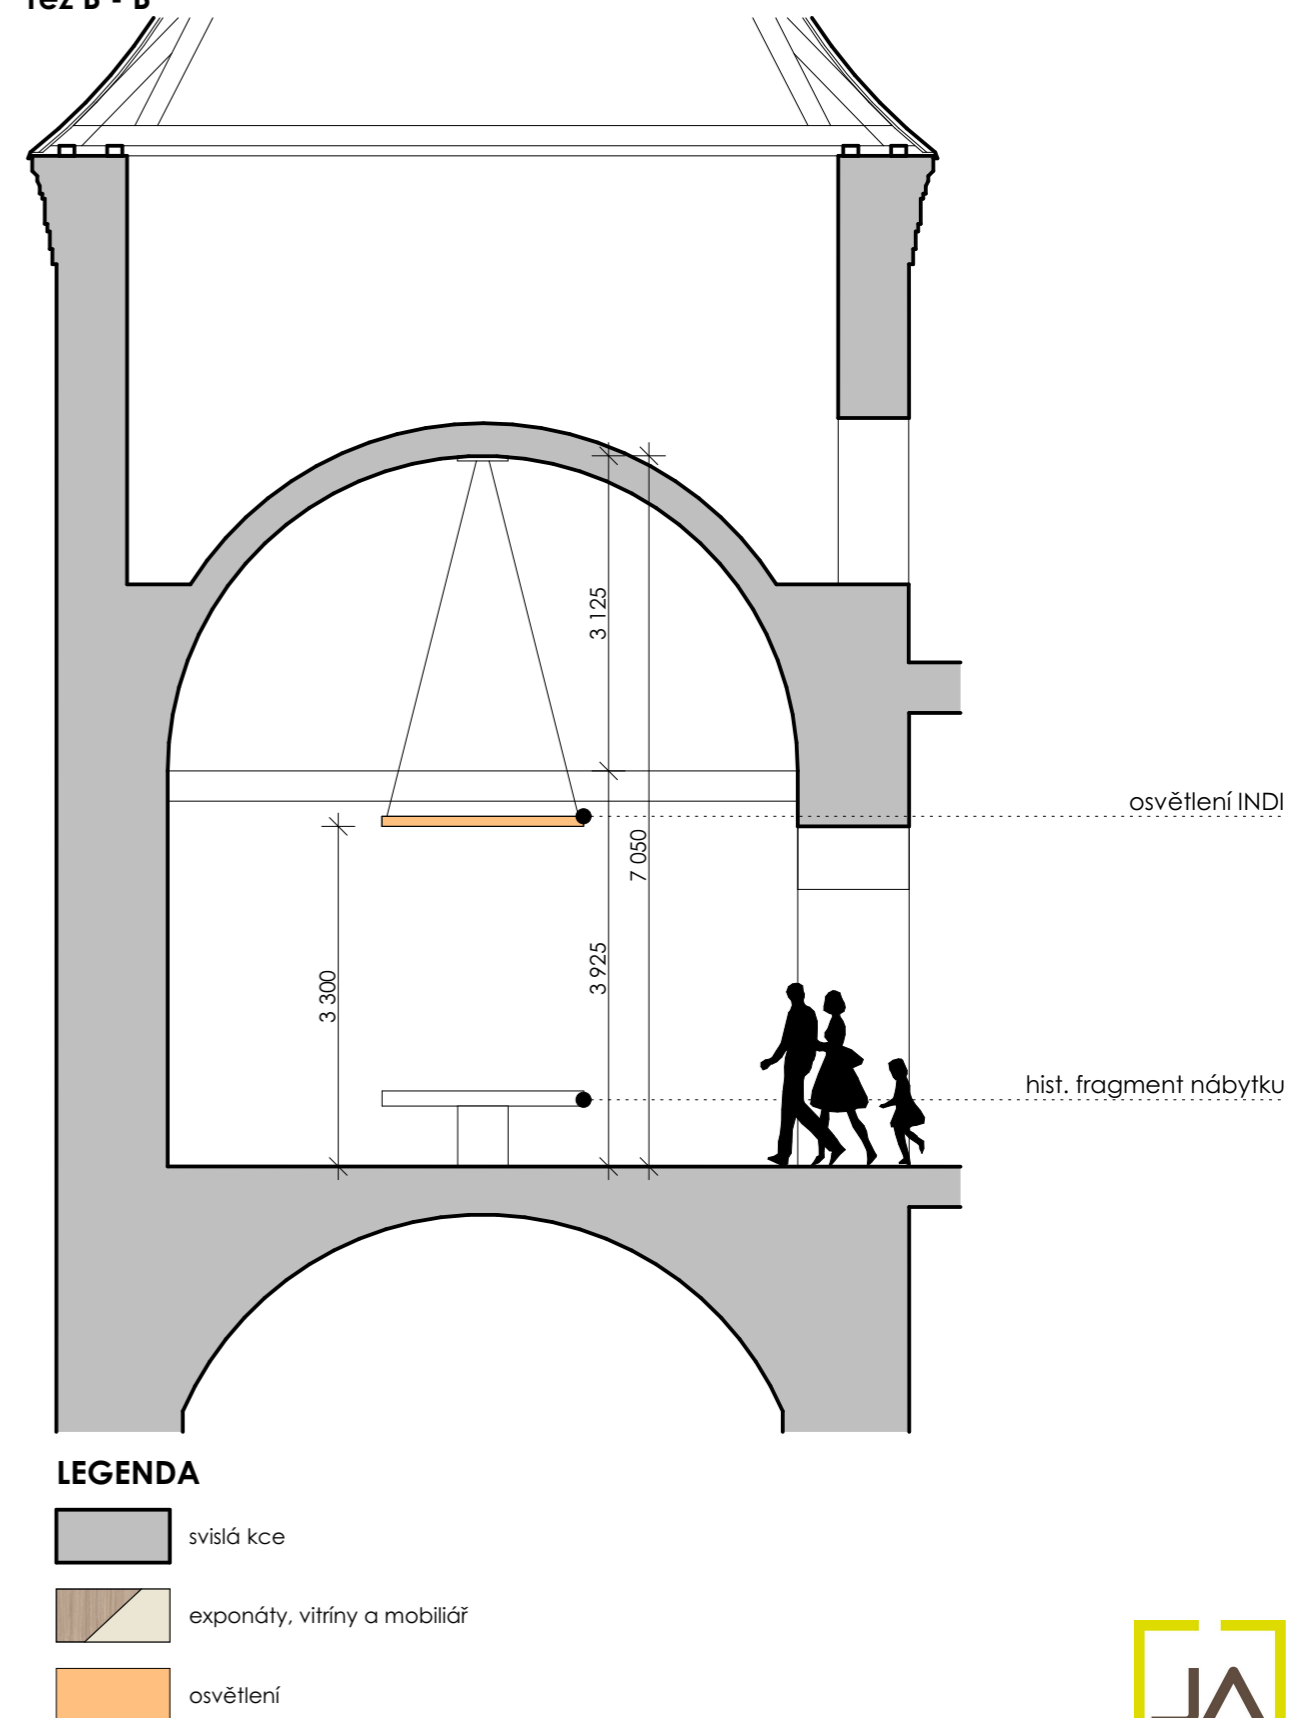 řez B - B
3 125
osvětlení INDI
7 050
3 925
3 300
hist. fragment nábytku
LEGENDA
svislá kce
exponáty, vitríny a mobiliář
osvětlení
JA